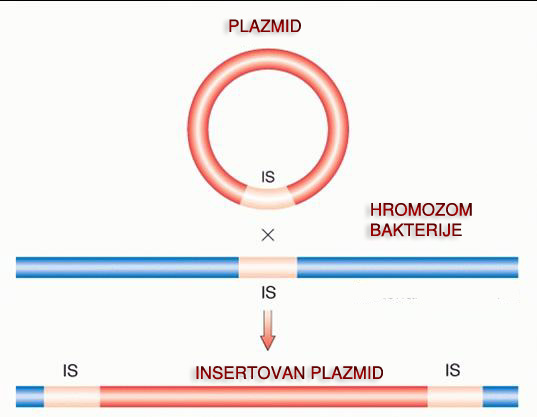 PLAZMID
IS
HROMOZOM
BAKTERIJE
×
IS
IS
INSERTOVAN PLAZMID
IS